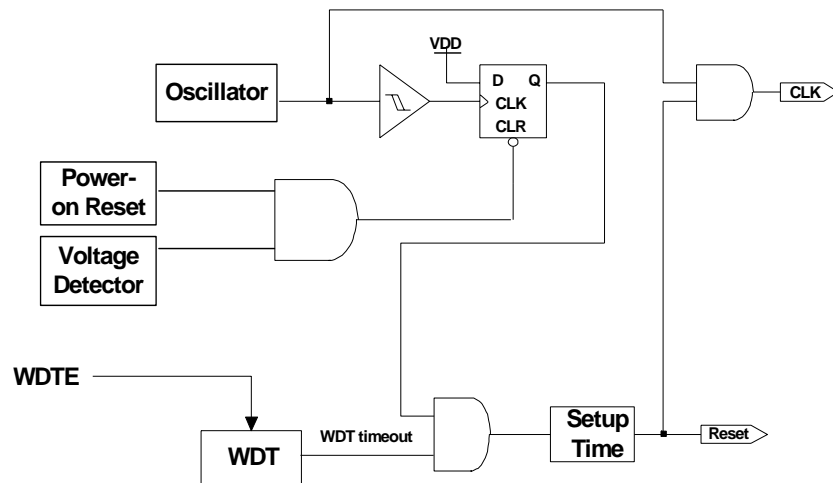 VDD
Oscillator
D
Q
CLK
CLR
CLK
Power-
on Reset
Voltage
Detector
WDTE
WDT
WDT timeout
Setup
Time
Reset